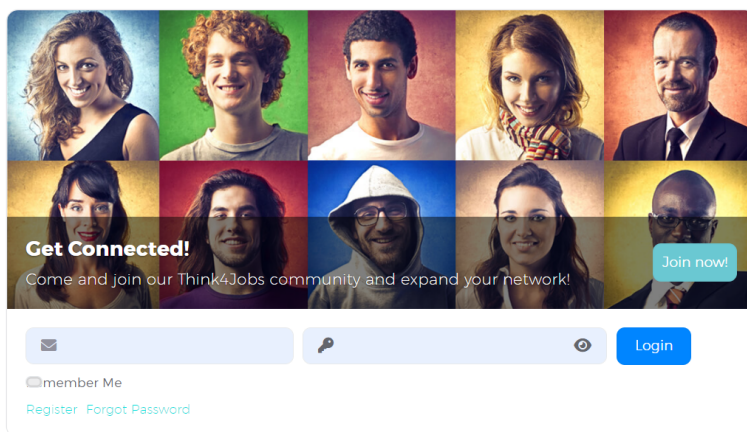 Get Connected!
Come and join our Think4Jobs community and expand your network!
Join now!
Login
member Me
Register Forgot Password